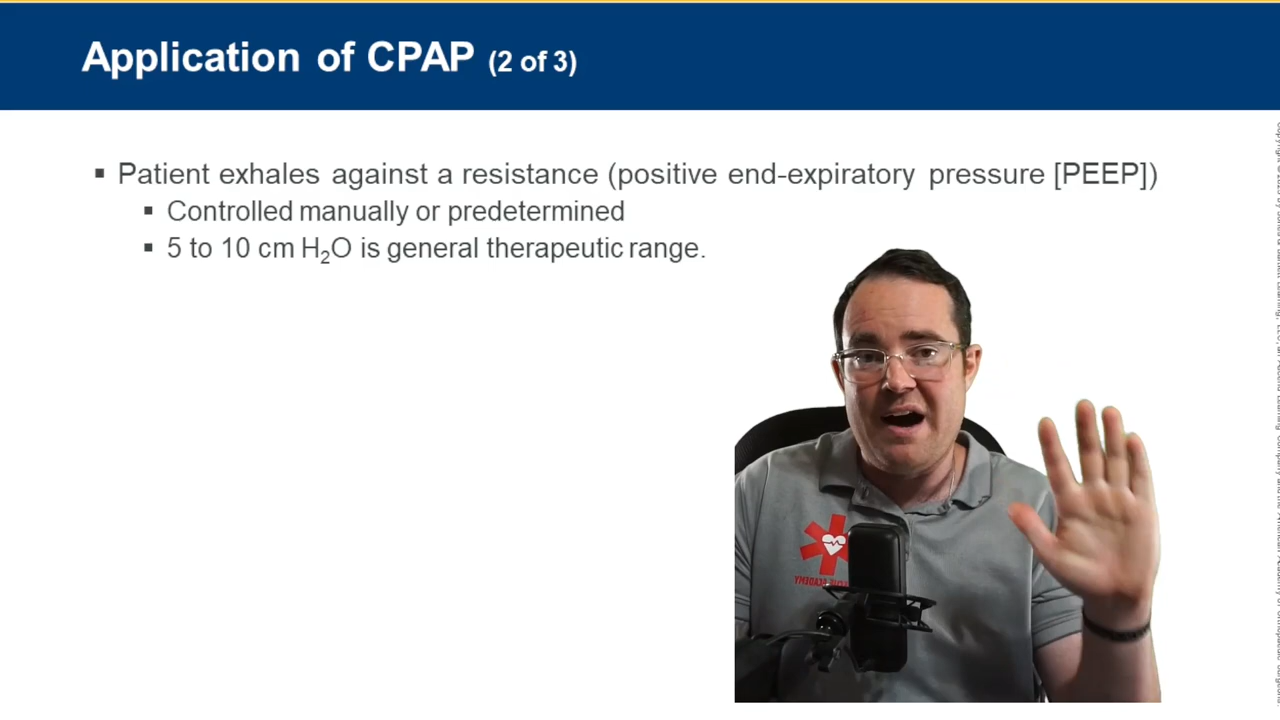 Application of CPAP (2 of 3)
▪ Patient exhales against a resistance (positive end-expiratory pressure [PEEP])
▪ Controlled manually or predetermined
▪ 5 to 10 cm H₂O is general therapeutic range.